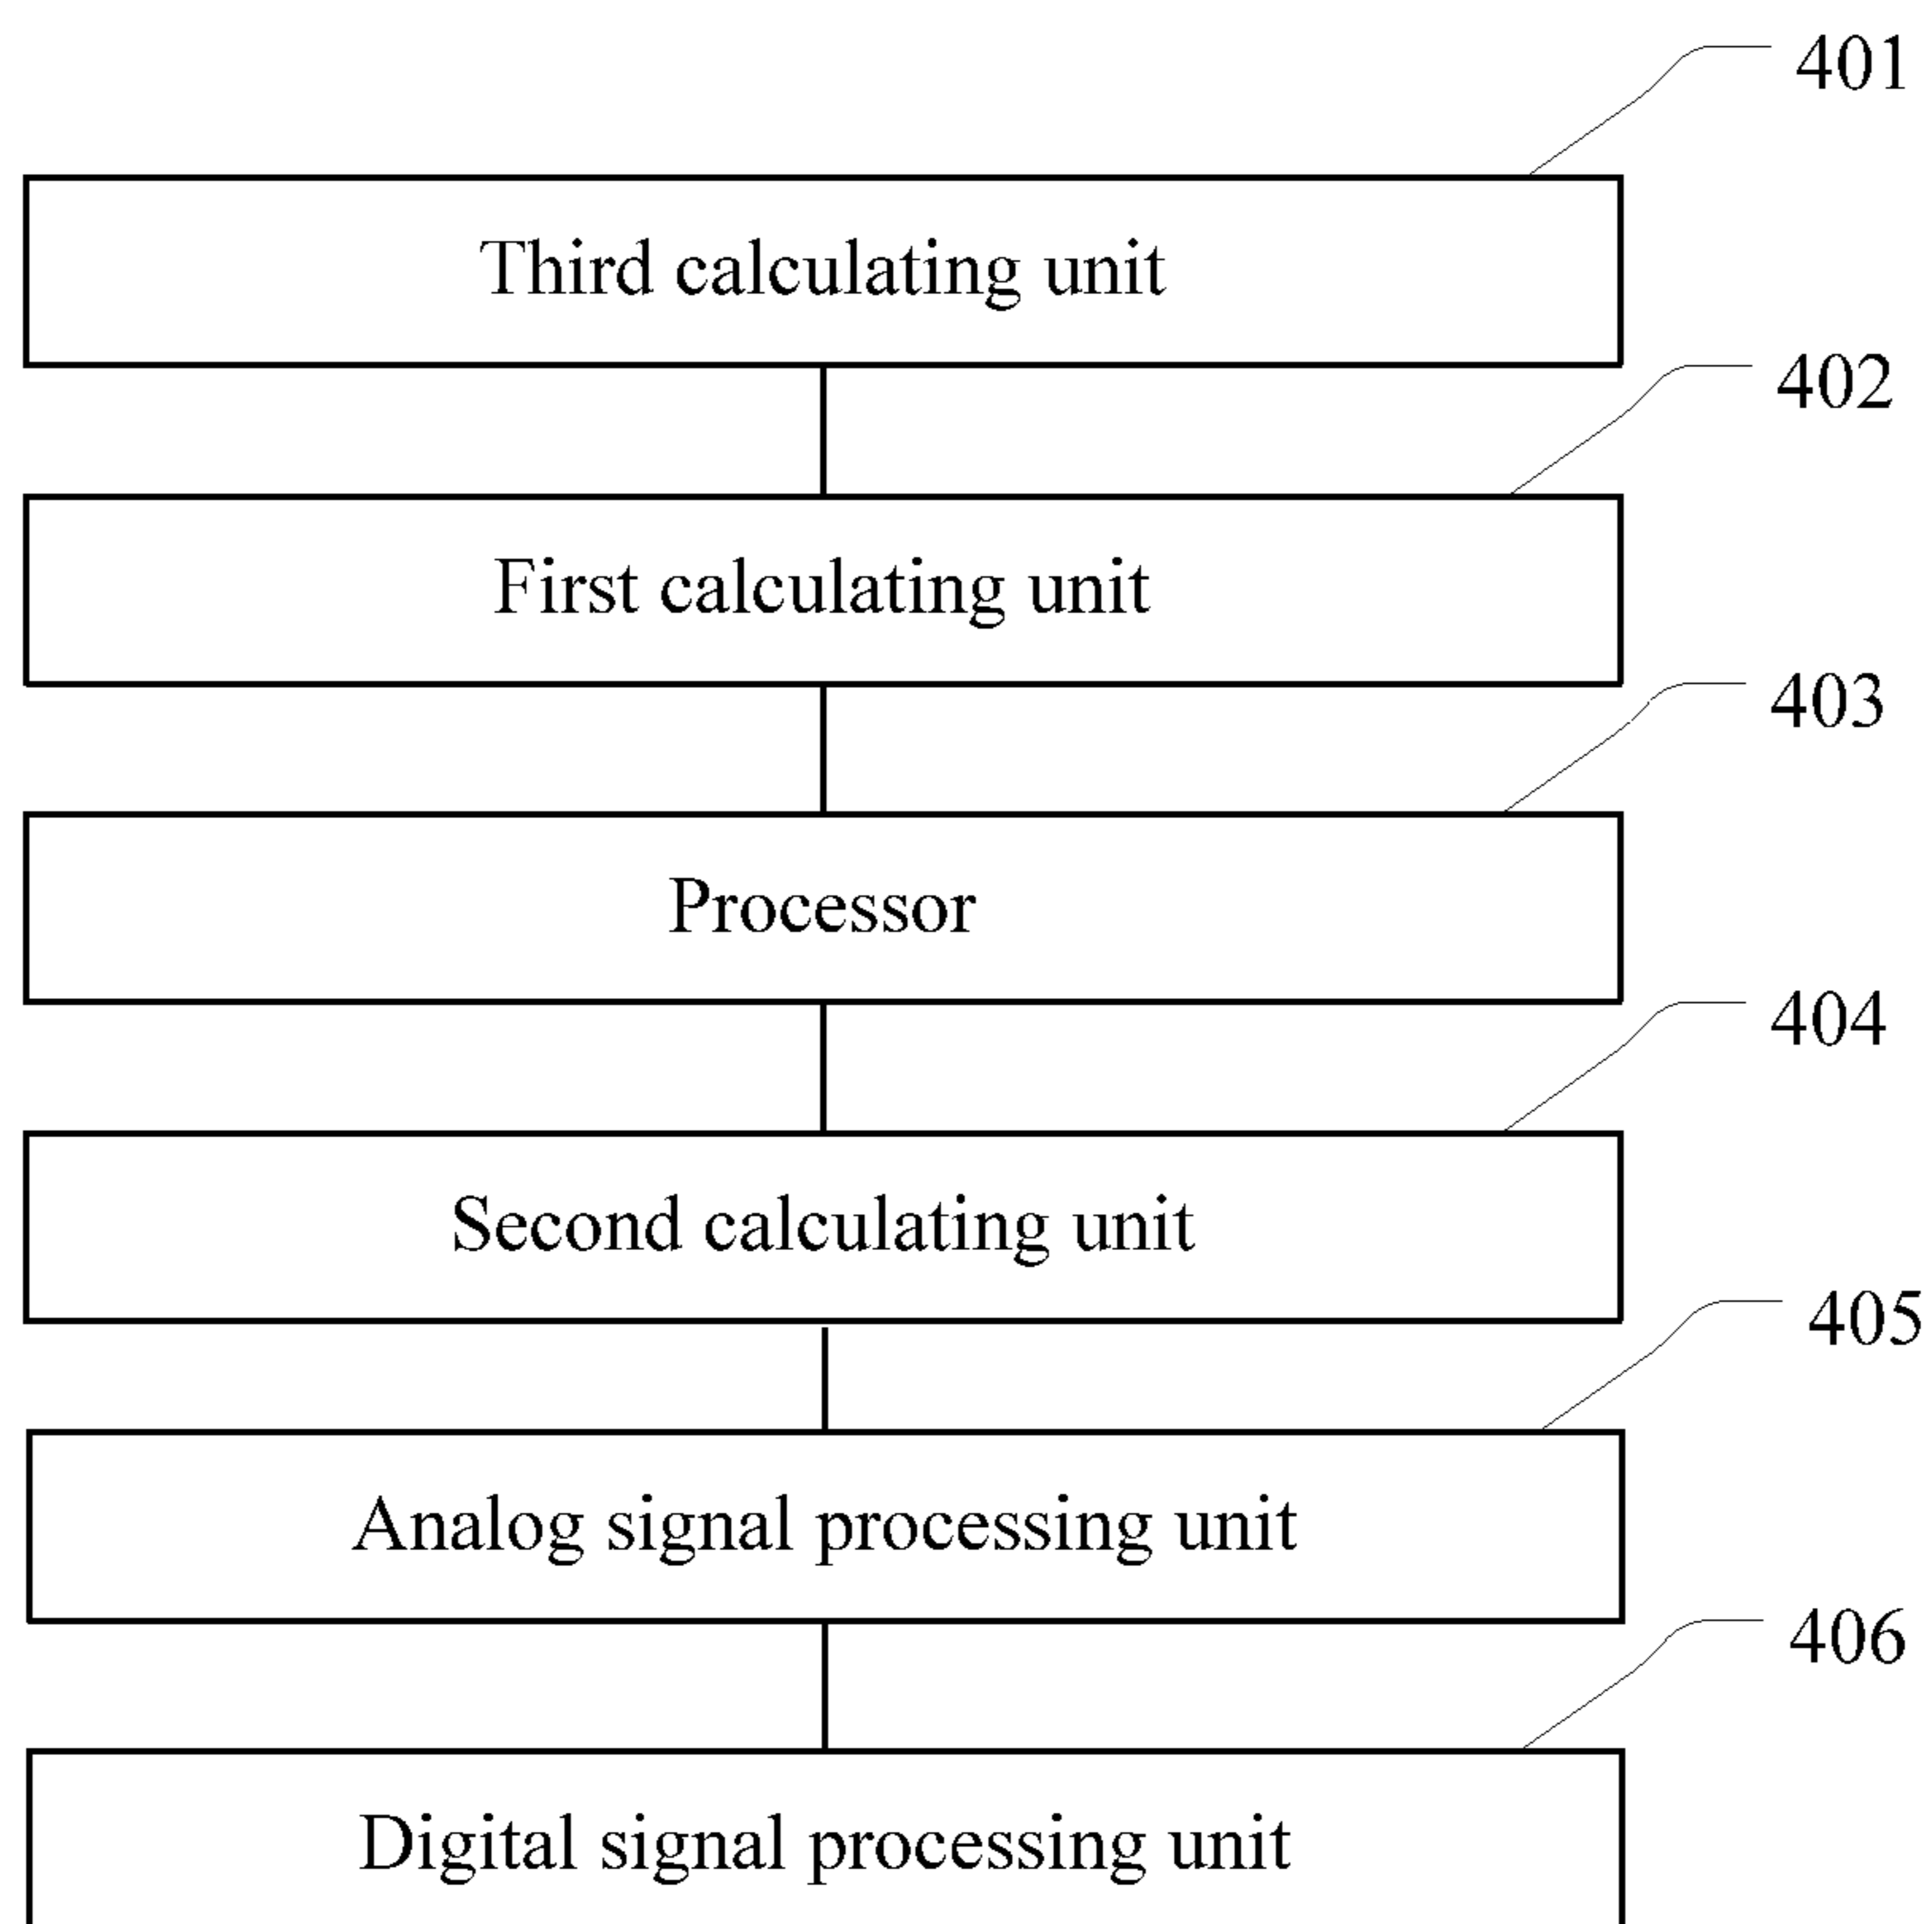 401
Third calculating unit
402
First calculating unit
403
Processor
404
Second calculating unit
405
Analog signal processing unit
406
Digital signal processing unit